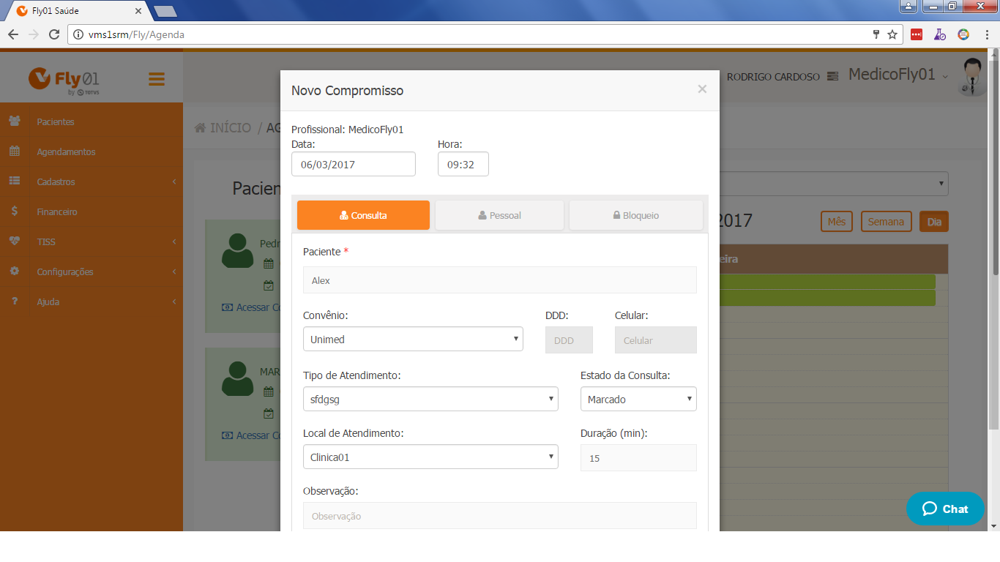 Fly01 Saúde
vms1srm/Fly/Agenda
Fly01
by TOTVS
RODRIGO CARDOSO
MedicoFly01
Pacientes
Agendamentos
Cadastros
Financeiro
TISS
Configurações
Ajuda
INÍCIO / AG
Pacien
Pedr
Acessar Co
MAR
Acessar Co
Novo Compromisso
Profissional: MedicoFly01
Data: Hora:
06/03/2017 09:32
Consulta Pessoal Bloqueio
Paciente *
Alex
Convênio: DDD: Celular:
Unimed DDD Celular
Tipo de Atendimento: Estado da Consulta:
sfdgsg Marcado
Local de Atendimento: Duração (min):
Clinica01 15
Observação:
Observação
2017
Mês Semana Dia
eira
Chat